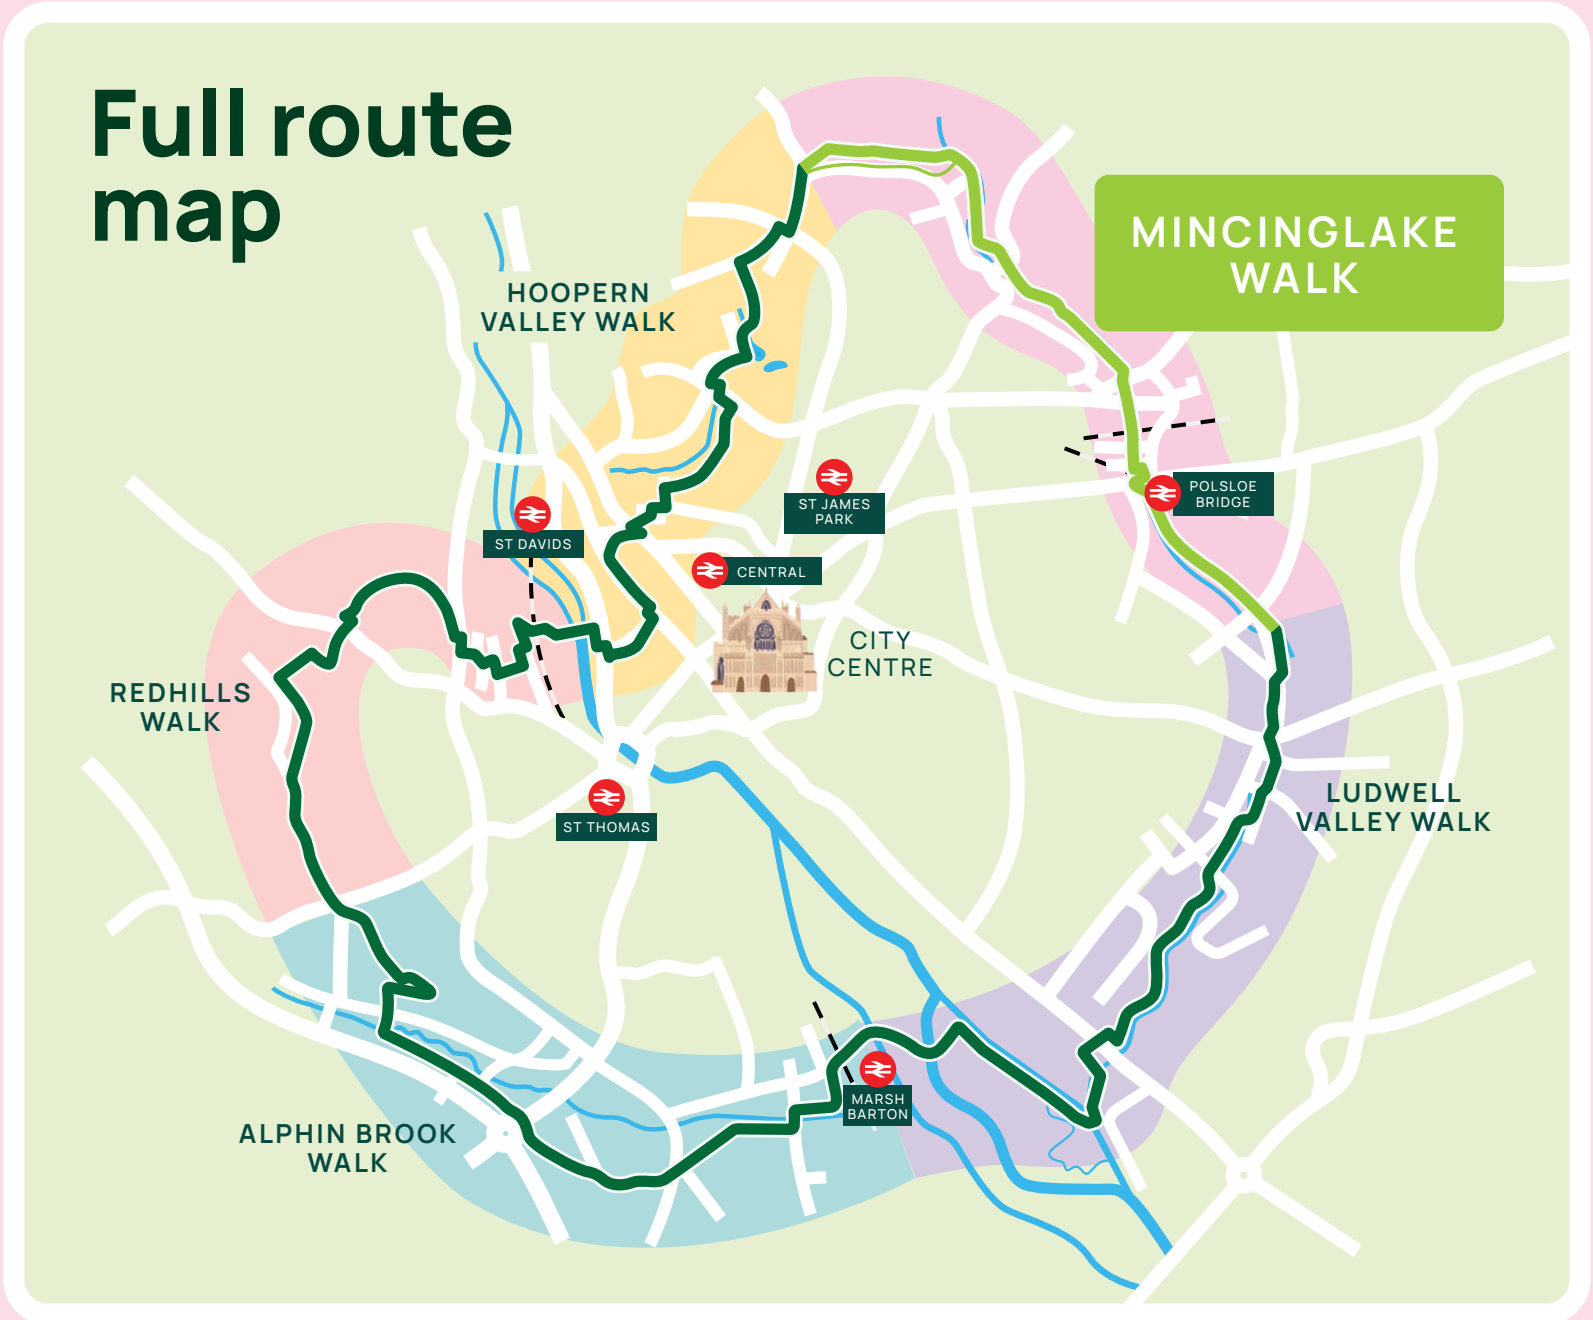 Full route
map
MINCINGLAKE
WALK
HOOPERN
VALLEY WALK
POLSLOE
BRIDGE
ST JAMES
PARK
ST DAVIDS
CENTRAL
CITY
CENTRE
REDHILLS
WALK
LUDWELL
VALLEY WALK
ST THOMAS
MARSH
BARTON
ALPHIN BROOK
WALK